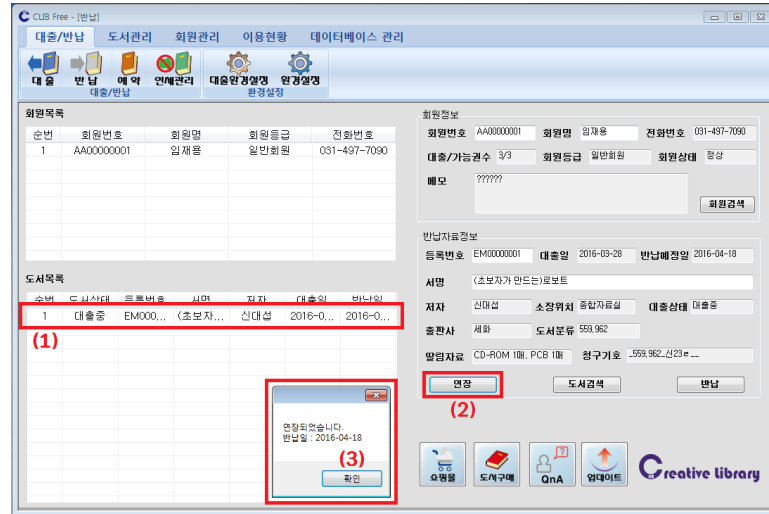 CLIB Free - [반납]
대출/반납 도서관리 회원관리 이용현황 데이터베이스 관리
대 출 반 납 예 약 연체관리 대출환경설정 환경설정
대출/반납 환경설정
회원목록
순번 회원번호 회원명 회원등급 전화번호
1 AA00000001 임재용 일반회원 031-497-7090
도서목록
순번 도서상태 등록번호 서명 저자 대출일 반납일
1 대출중 EM000... (초보자... 신대섭 2016-0... 2016-0...
(1)
연장되었습니다.
반납일 : 2016-04-18
(3)
확인
회원정보
회원번호 AA00000001 회원명 임재용 전화번호 031-497-7090
대출/가능권수 3/3 회원등급 일반회원 회원상태 정상
메모 ??????
회원검색
반납자료정보
등록번호 EM00000001 대출일 2016-03-28 반납예정일 2016-04-18
서명 (초보자가 만드는)로보트
저자 신대섭 소장위치 종합자료실 대출상태 대출중
출판사 세화 도서분류 559.962
딸림자료 CD-ROM 1매, PCB 1매 청구기호 _559.962_신23ㄹ__
연장 도서검색 반납
(2)
쇼핑몰 도서구매 QnA 업데이트 Creative Library